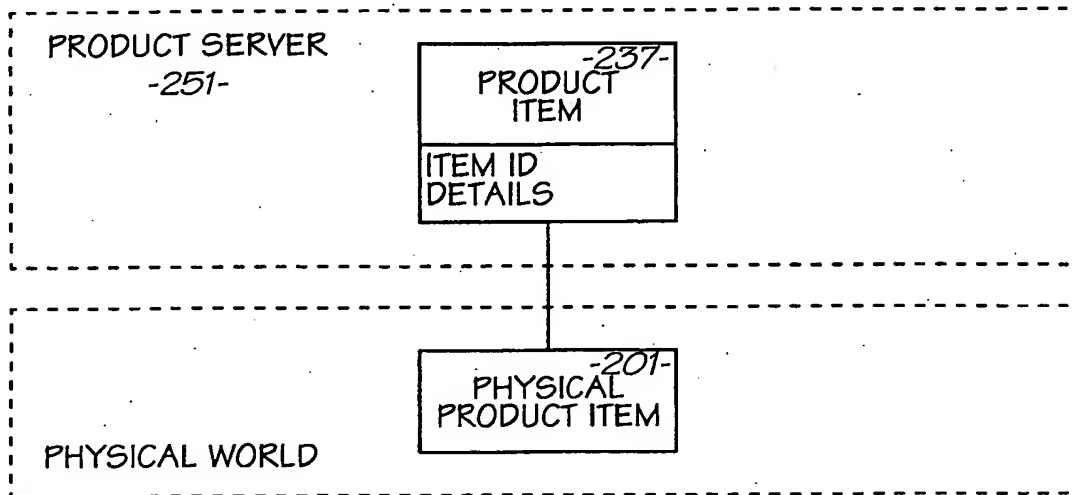 PRODUCT SERVER
-251-
-237-
PRODUCT
ITEM
ITEM ID
DETAILS
-201-
PHYSICAL
PRODUCT ITEM
PHYSICAL WORLD